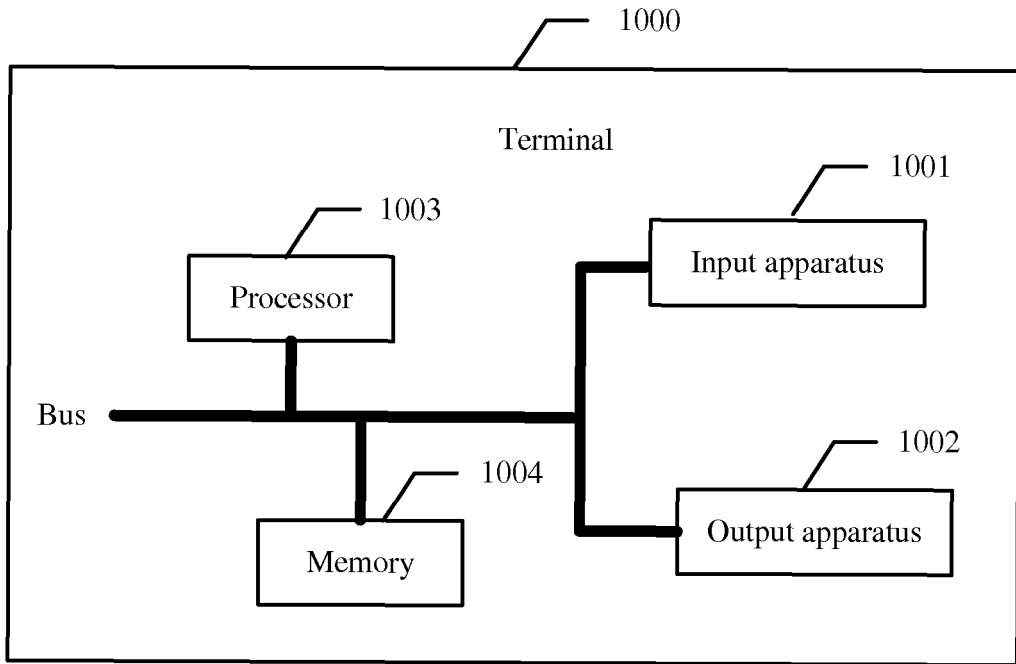 1000
Terminal
1001
1003
Input apparatus
Processor
Bus
1002
1004
Output apparatus
Memory